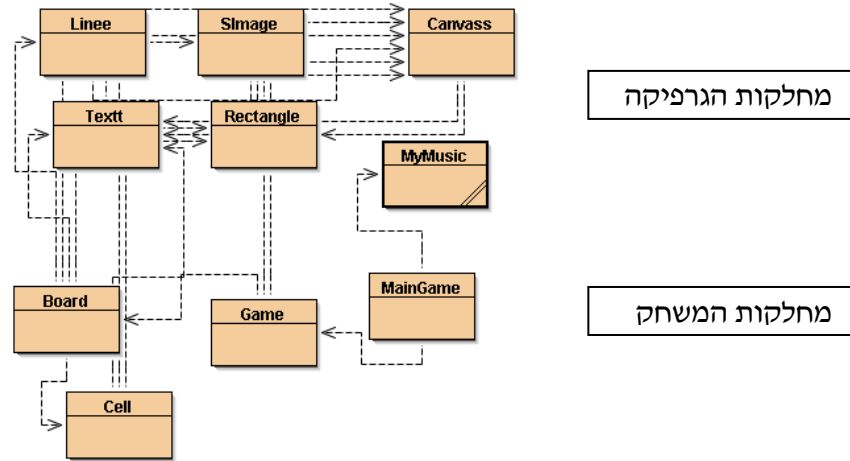 Linee
SImage
Canvass
מחלקות הגרפיקה
Textt
Rectangle
MyMusic
מחלקות המשחק
Board
Game
MainGame
Cell